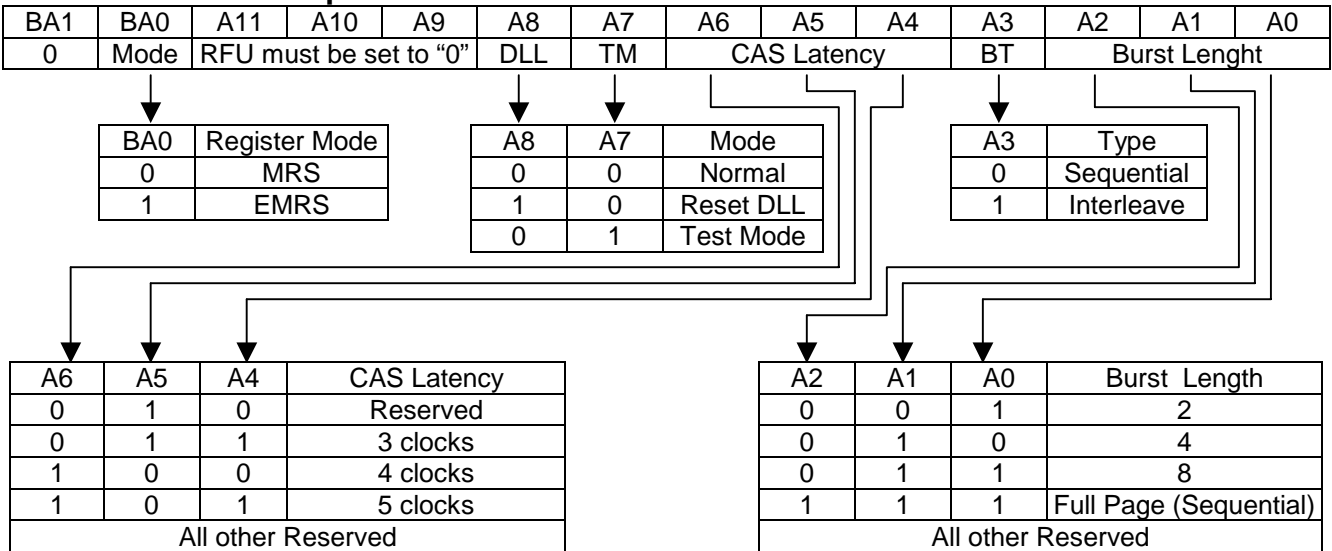 BA1 BA0 A11 A10 A9 A8 A7 A6 A5 A4 A3 A2 A1 A0
0 Mode RFU must be set to “0” DLL TM CAS Latency BT Burst Lenght
BA0 Register Mode
0 MRS
1 EMRS
A8 A7 Mode
0 0 Normal
1 0 Reset DLL
0 1 Test Mode
A3 Type
0 Sequential
1 Interleave
A6 A5 A4 CAS Latency
0 1 0 Reserved
0 1 1 3 clocks
1 0 0 4 clocks
1 0 1 5 clocks
All other Reserved
A2 A1 A0 Burst Length
0 0 1 2
0 1 0 4
0 1 1 8
1 1 1 Full Page (Sequential)
All other Reserved